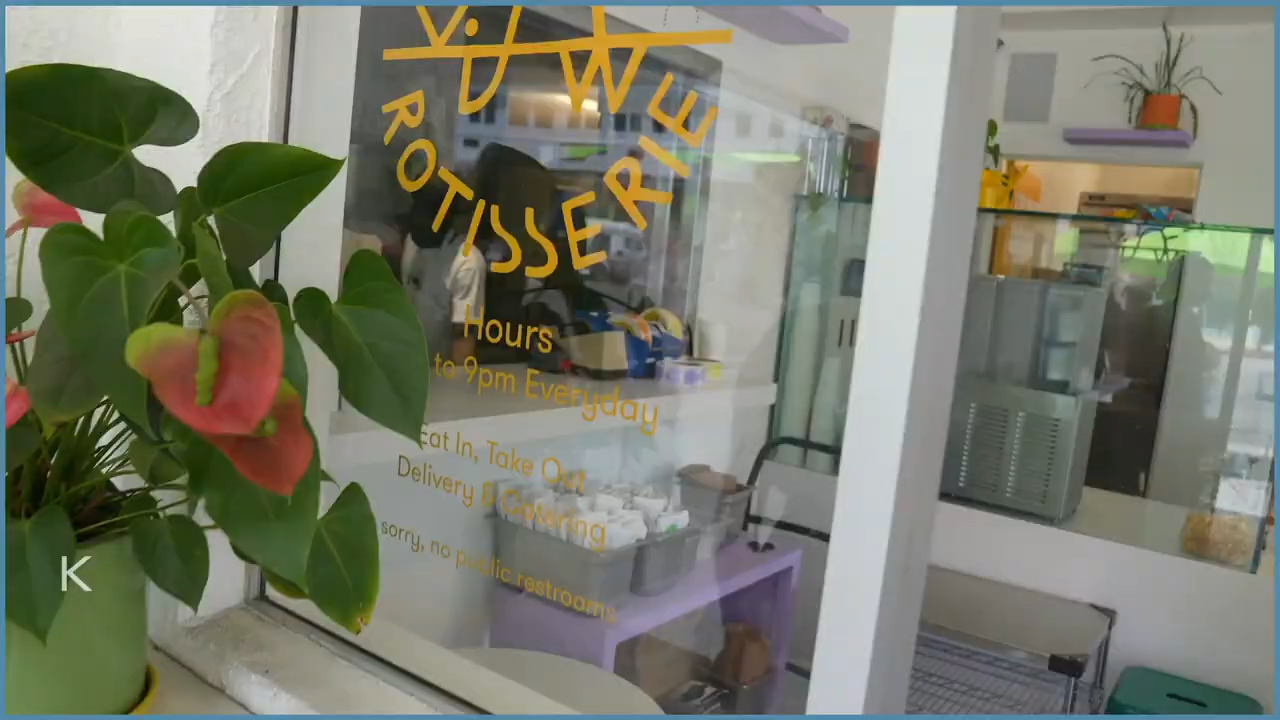 ROTISSERIE
Hours
to 9pm Everyday
Eat In, Take Out
Delivery & Catering
sorry, no public restrooms
K